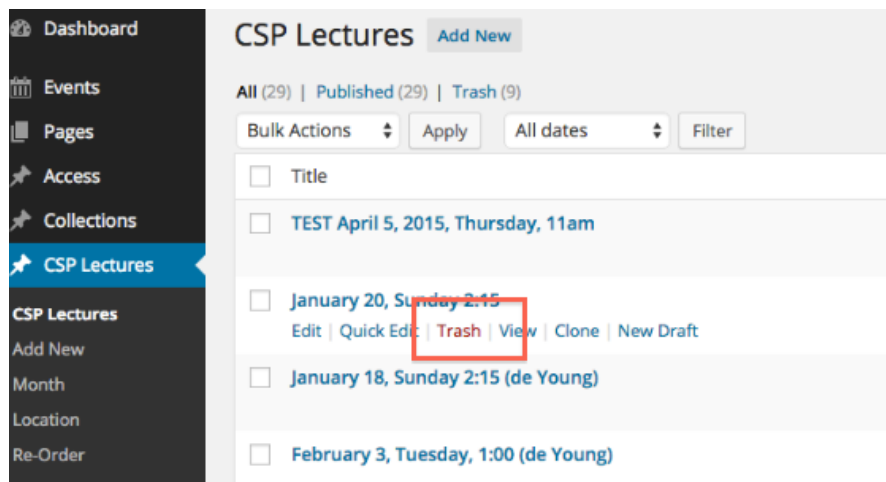 Dashboard
Events
Pages
Access
Collections
CSP Lectures
CSP Lectures
Add New
Month
Location
Re-Order
CSP Lectures Add New
All (29) | Published (29) | Trash (9)
Bulk Actions Apply All dates Filter
Title
TEST April 5, 2015, Thursday, 11am
January 20, Sunday 2:15
Edit | Quick Edit | Trash | View | Clone | New Draft
January 18, Sunday 2:15 (de Young)
February 3, Tuesday, 1:00 (de Young)